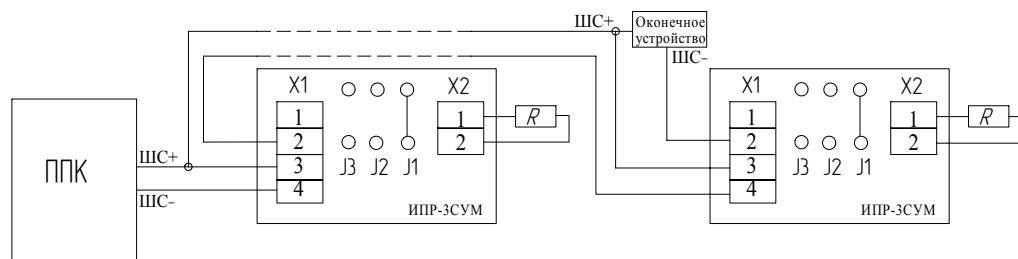 ШС+
Оконечное
устройство
ШС-
X1
X2
1
2
3
4
1
2
R
J3 J2 J1
ИПР-3СУМ
X1
X2
1
2
3
4
1
2
R
J3 J2 J1
ИПР-3СУМ
ППК
ШС+
ШС-